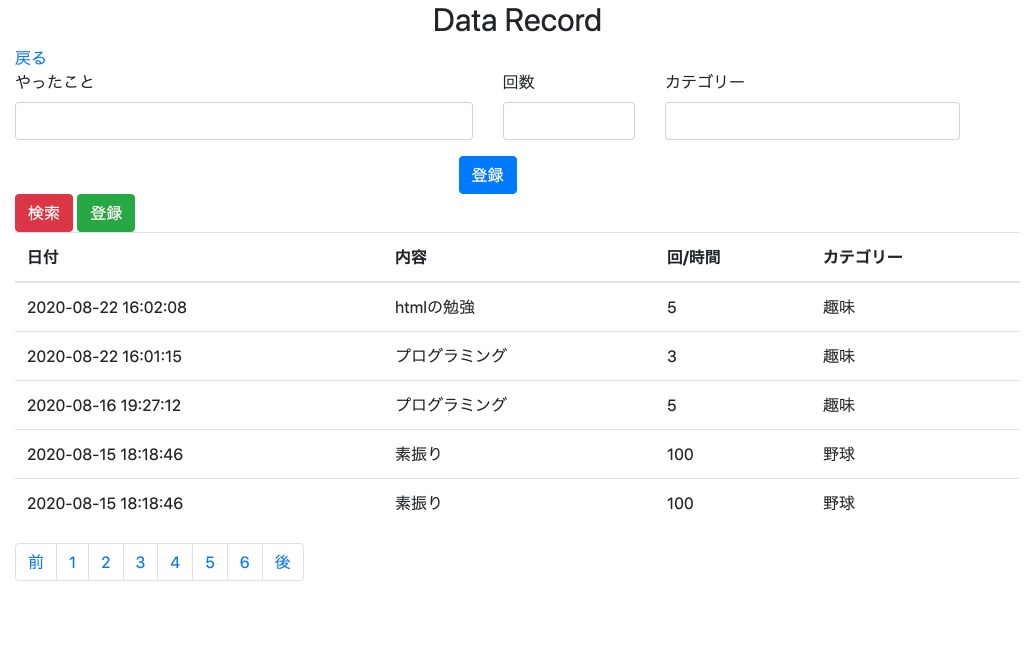 Data Record
戻る
やったこと 回数 カテゴリー
登録
検索 登録
日付 内容 回/時間 カテゴリー
2020-08-22 16:02:08 htmlの勉強 5 趣味
2020-08-22 16:01:15 プログラミング 3 趣味
2020-08-16 19:27:12 プログラミング 5 趣味
2020-08-15 18:18:46 素振り 100 野球
2020-08-15 18:18:46 素振り 100 野球
前 1 2 3 4 5 6 後